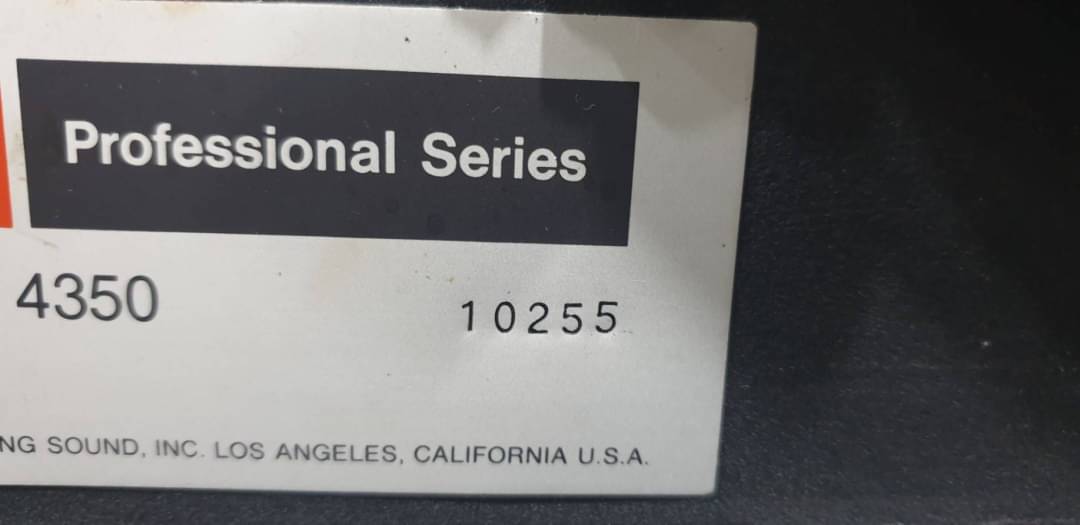 Professional Series
4350 10255
NG SOUND, INC. LOS ANGELES, CALIFORNIA U.S.A.